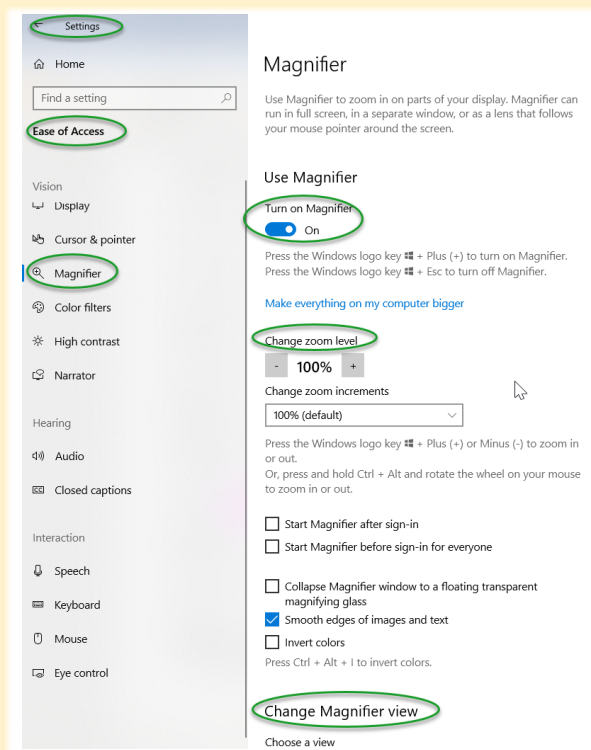 Settings
Home
Find a setting
Ease of Access
Vision
Display
Cursor & pointer
Magnifier
Color filters
High contrast
Narrator
Hearing
Audio
Closed captions
Interaction
Speech
Keyboard
Mouse
Eye control
Magnifier
Use Magnifier to zoom in on parts of your display. Magnifier can
run in full screen, in a separate window, or as a lens that follows
your mouse pointer around the screen.
Use Magnifier
Turn on Magnifier
On
Press the Windows logo key + Plus (+) to turn on Magnifier.
Press the Windows logo key + Esc to turn off Magnifier.
Make everything on my computer bigger
Change zoom level
- 100% +
Change zoom increments
100% (default)
Press the Windows logo key + Plus (+) or Minus (-) to zoom in
or out.
Or, press and hold Ctrl + Alt and rotate the wheel on your mouse
to zoom in or out.
Start Magnifier after sign-in
Start Magnifier before sign-in for everyone
Collapse Magnifier window to a floating transparent
magnifying glass
Smooth edges of images and text
Invert colors
Press Ctrl + Alt + I to invert colors.
Change Magnifier view
Choose a view